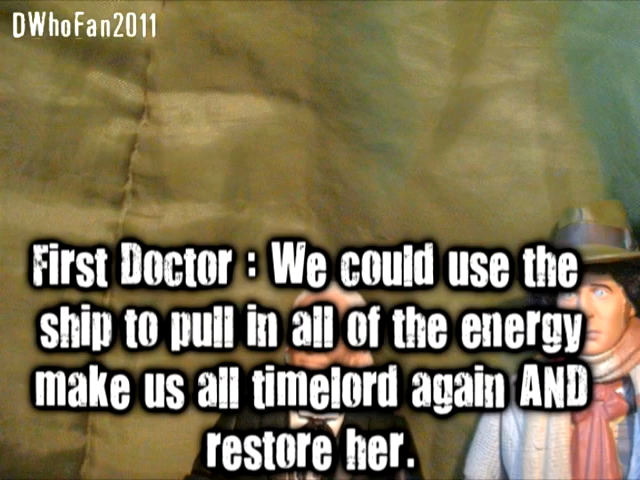 DWhoFan2011
First Doctor : We could use the
ship to pull in all of the energy
make us all timelord again AND
restore her.